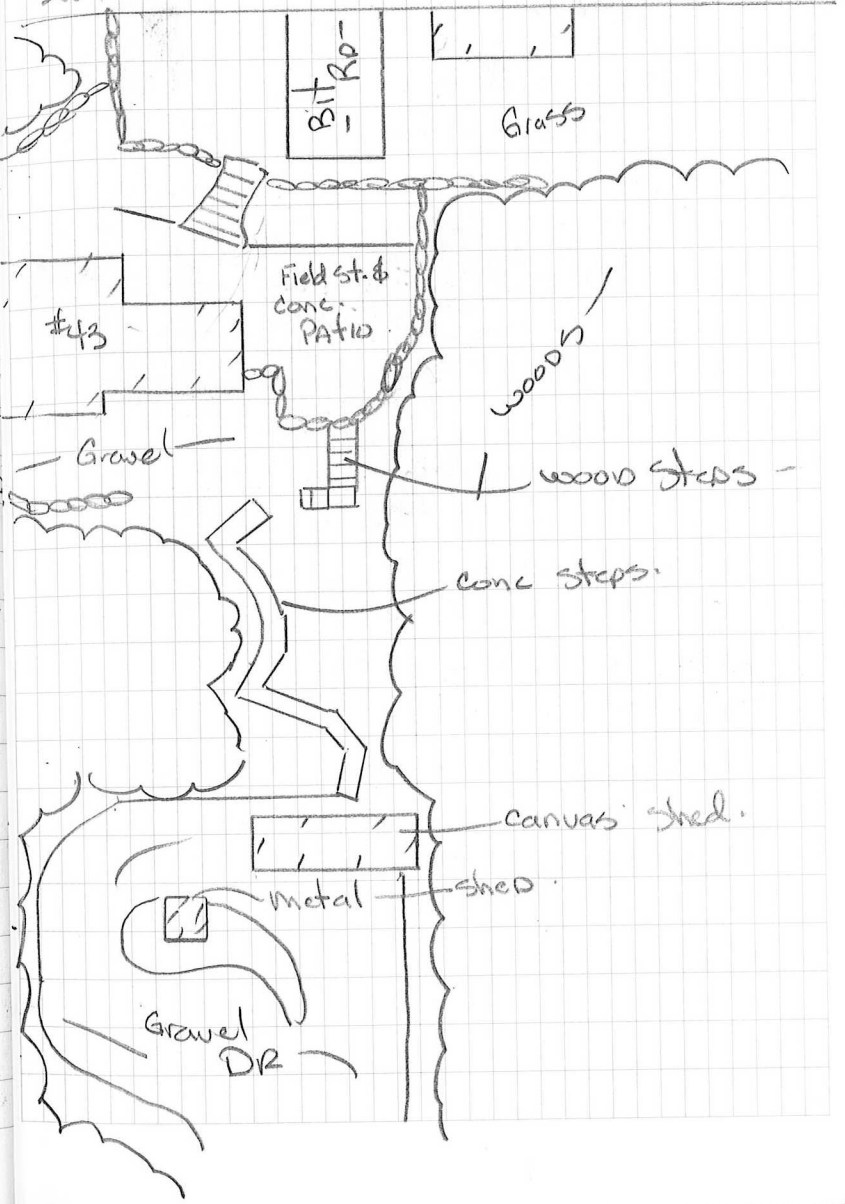 Bit
RD
Grass
Field st. &
conc.
PATIO
#43
WOODS
Gravel
WOOD Steps
conc steps.
canvas shed.
metal shed.
Gravel
DR